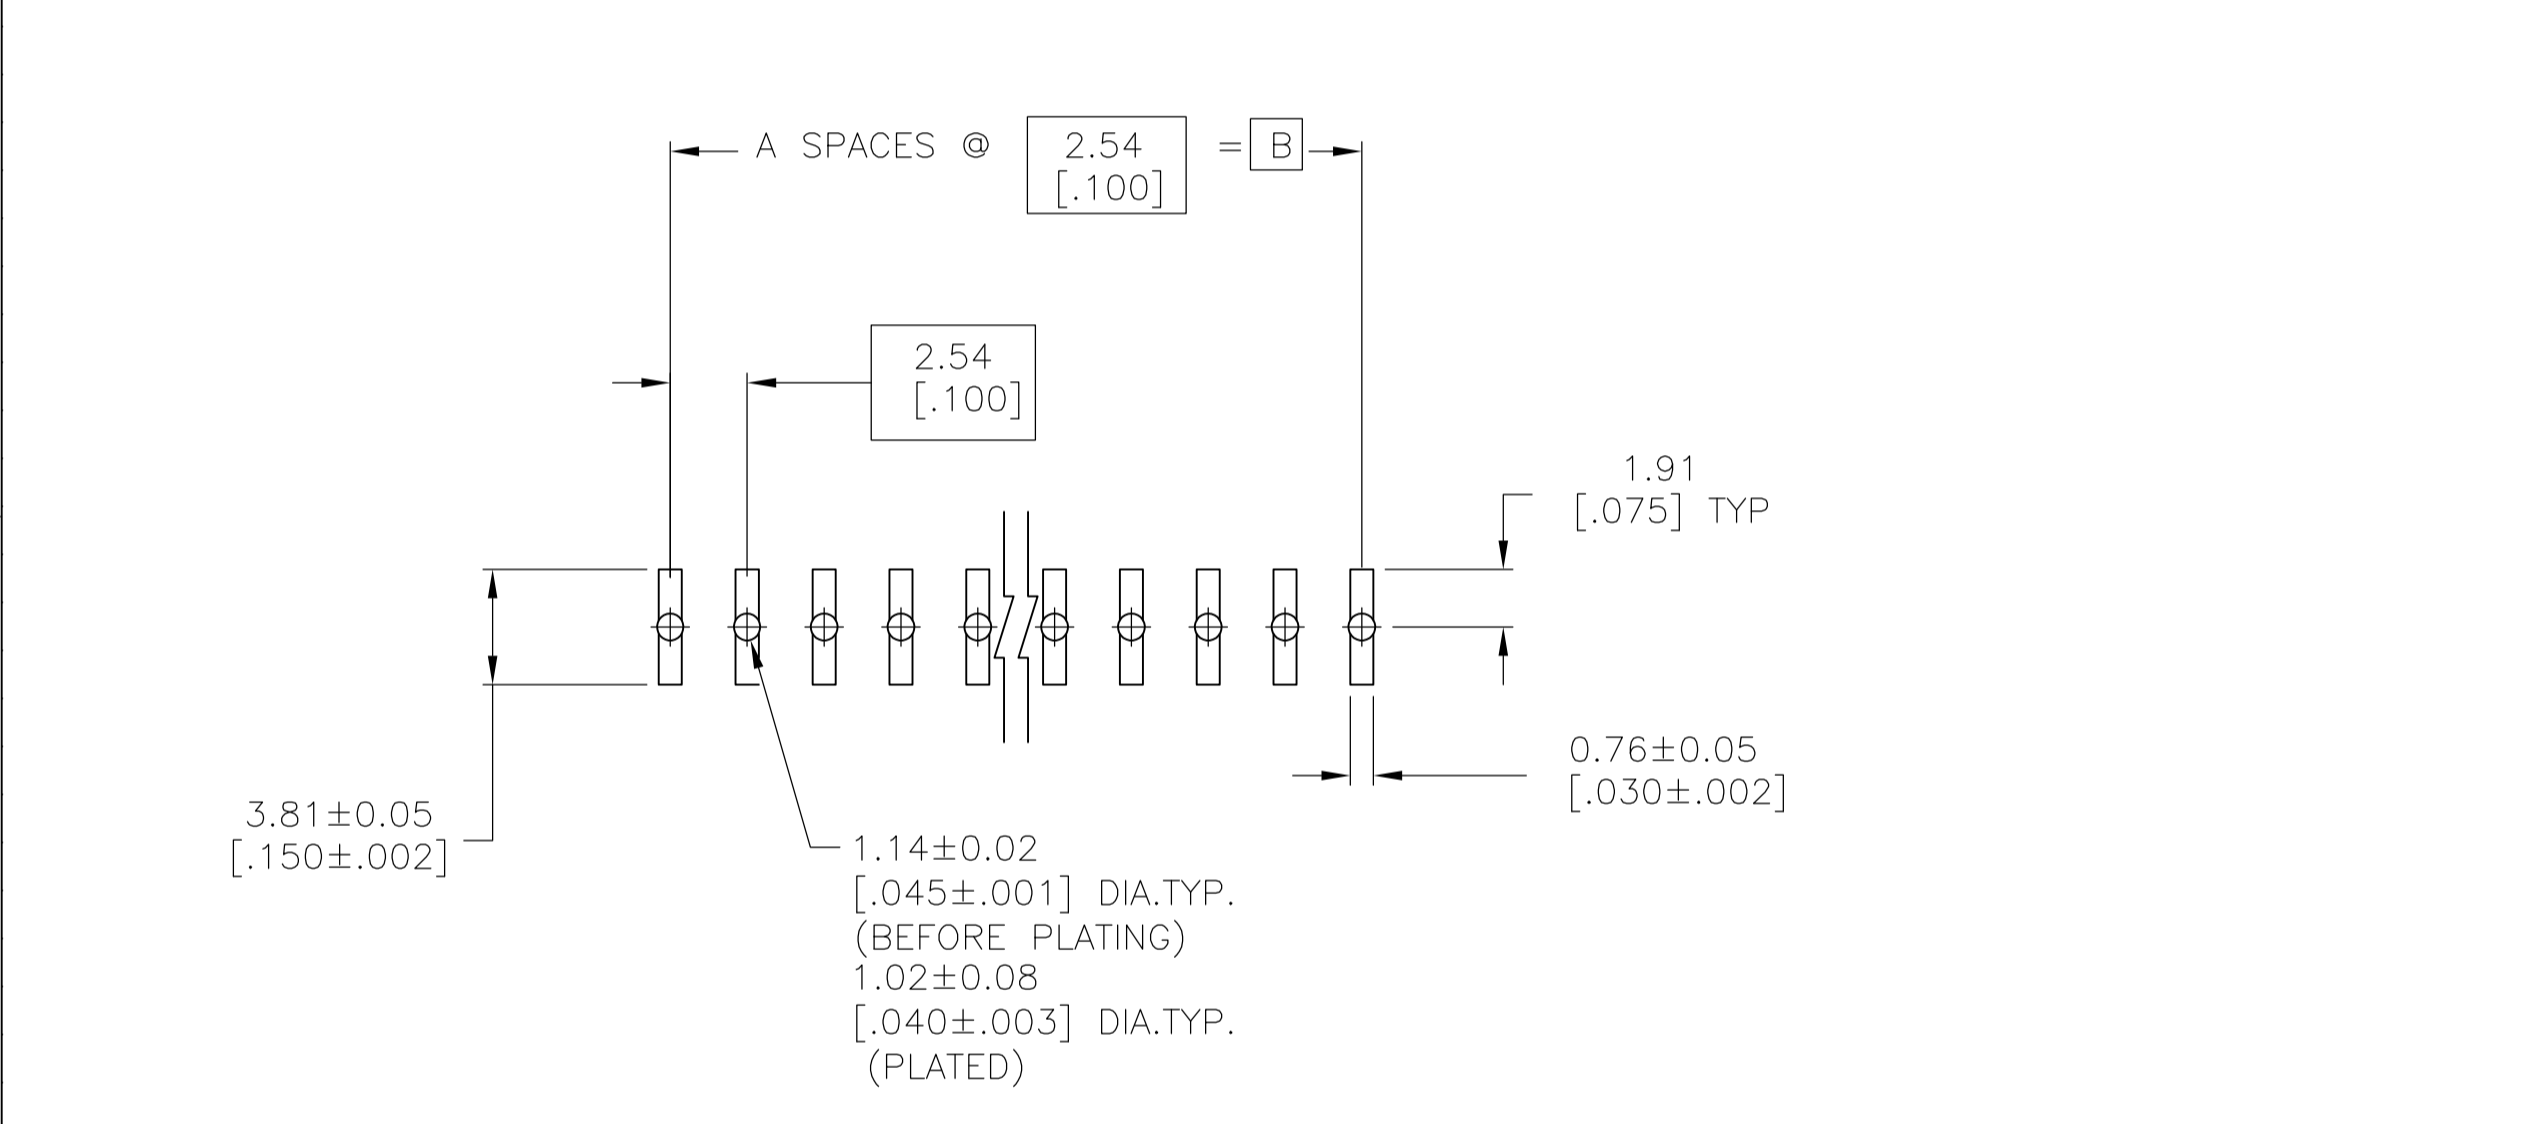 A SPACES @ 2.54 = B
[.100]
2.54
[.100]
1.91
[.075] TYP
0.76±0.05
[.030±.002]
3.81±0.05
[.150±.002]
1.14±0.02
[.045±.001] DIA.TYP.
(BEFORE PLATING)
1.02±0.08
[.040±.003] DIA.TYP.
(PLATED)